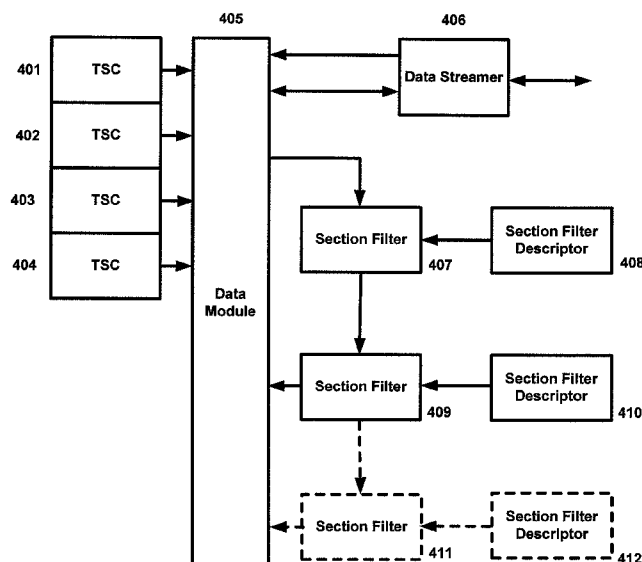 405
406
401
TSC
402
TSC
403
TSC
404
TSC
Data
Module
Data Streamer
Section Filter
407
Section Filter
Descriptor
408
Section Filter
409
Section Filter
Descriptor
410
Section Filter
411
Section Filter
Descriptor
412